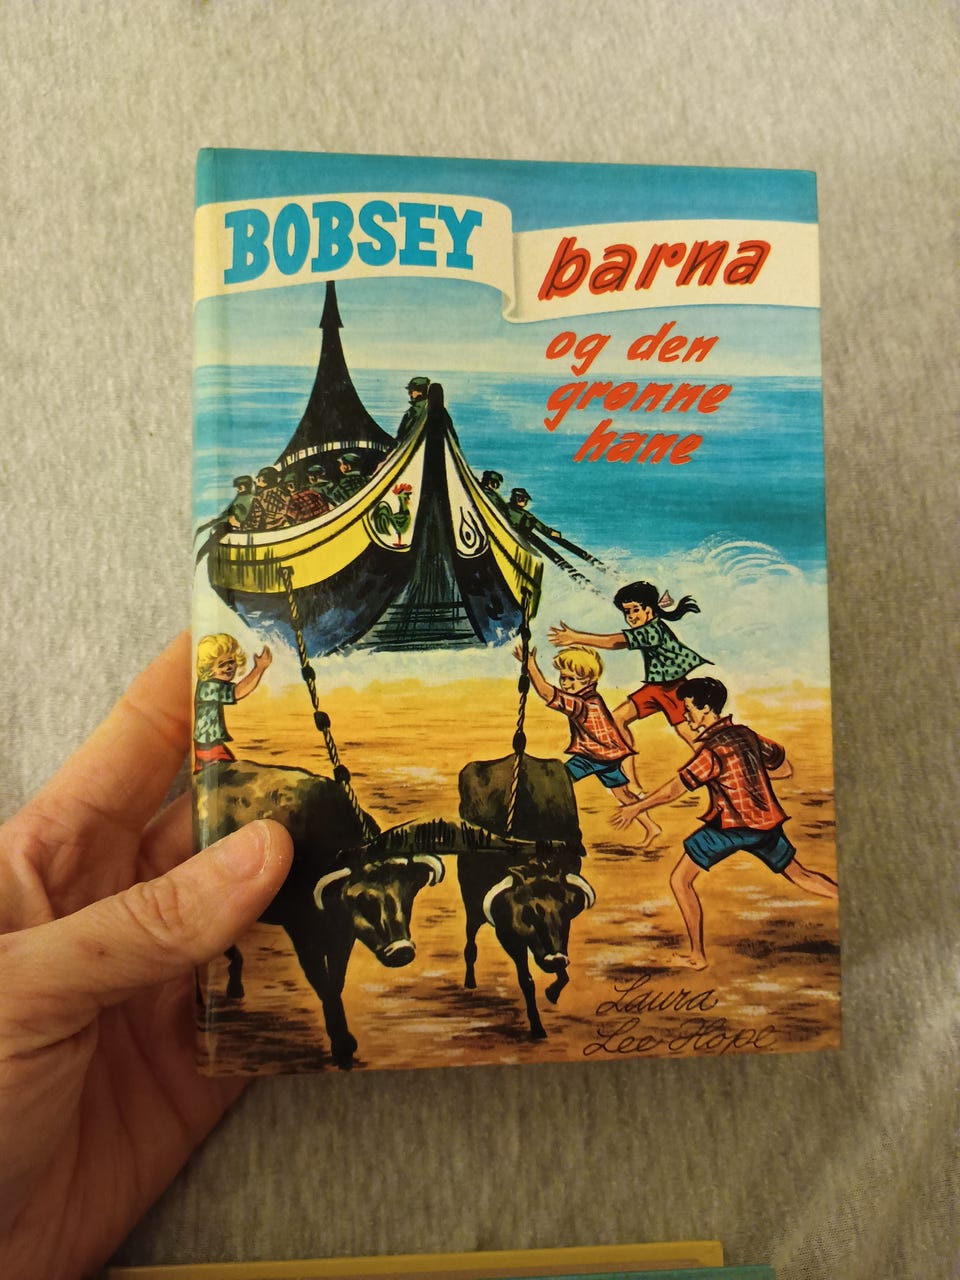 BOBSEY barna
og den
grønne
hane
Laura
Lee Hope